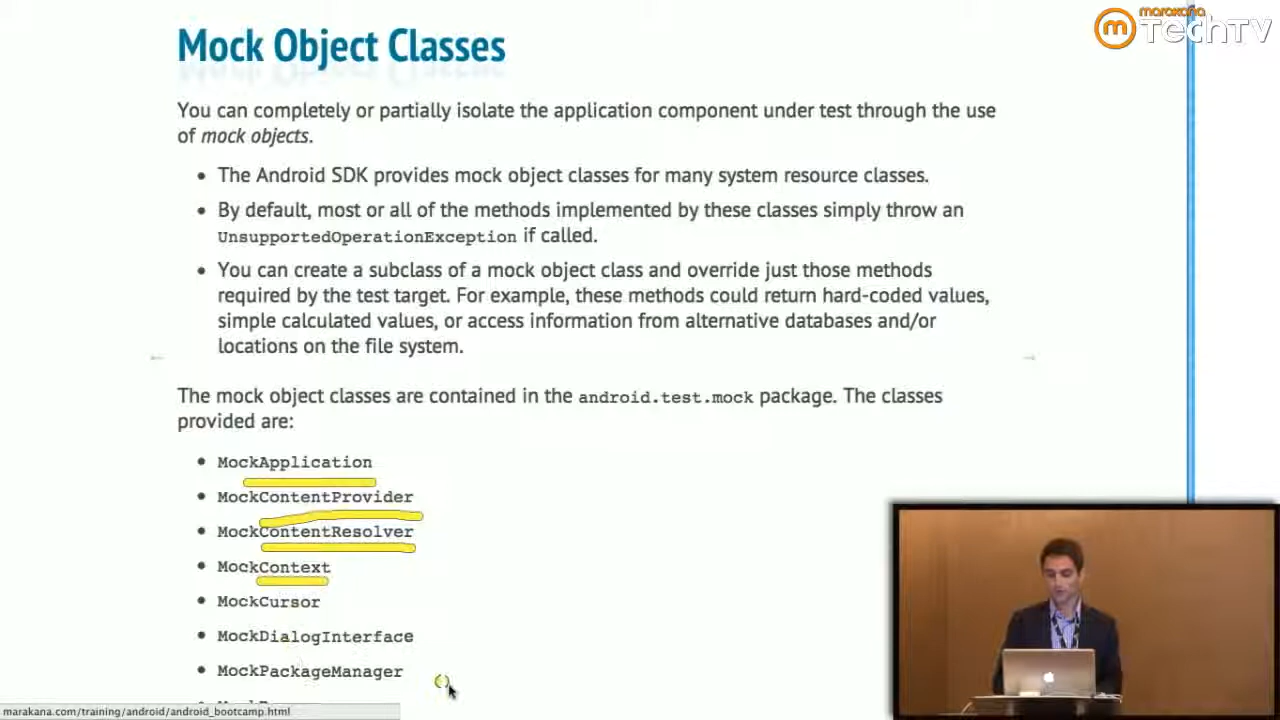 marakana
TechTV
Mock Object Classes
You can completely or partially isolate the application component under test through the use
of mock objects.
• The Android SDK provides mock object classes for many system resource classes.
• By default, most or all of the methods implemented by these classes simply throw an
UnsupportedOperationException if called.
• You can create a subclass of a mock object class and override just those methods
required by the test target. For example, these methods could return hard-coded values,
simple calculated values, or access information from alternative databases and/or
locations on the file system.
The mock object classes are contained in the android.test.mock package. The classes
provided are:
• MockApplication
• MockContentProvider
• MockContentResolver
• MockContext
• MockCursor
• MockDialogInterface
• MockPackageManager
marakana.com/training/android/android_bootcamp.html